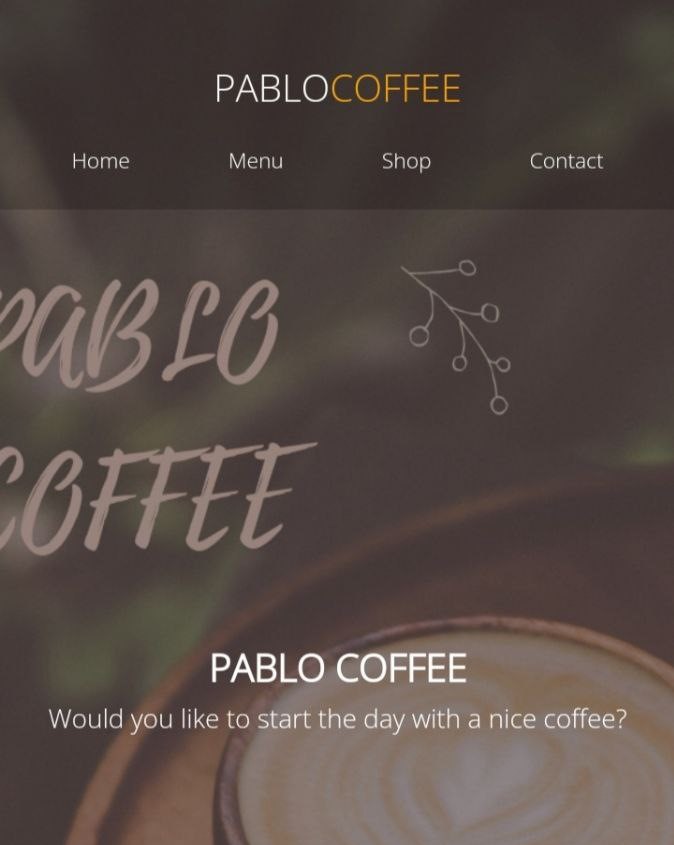 PABLOCOFFEE
Home Menu Shop Contact
PABLO
COFFEE
PABLO COFFEE
Would you like to start the day with a nice coffee?